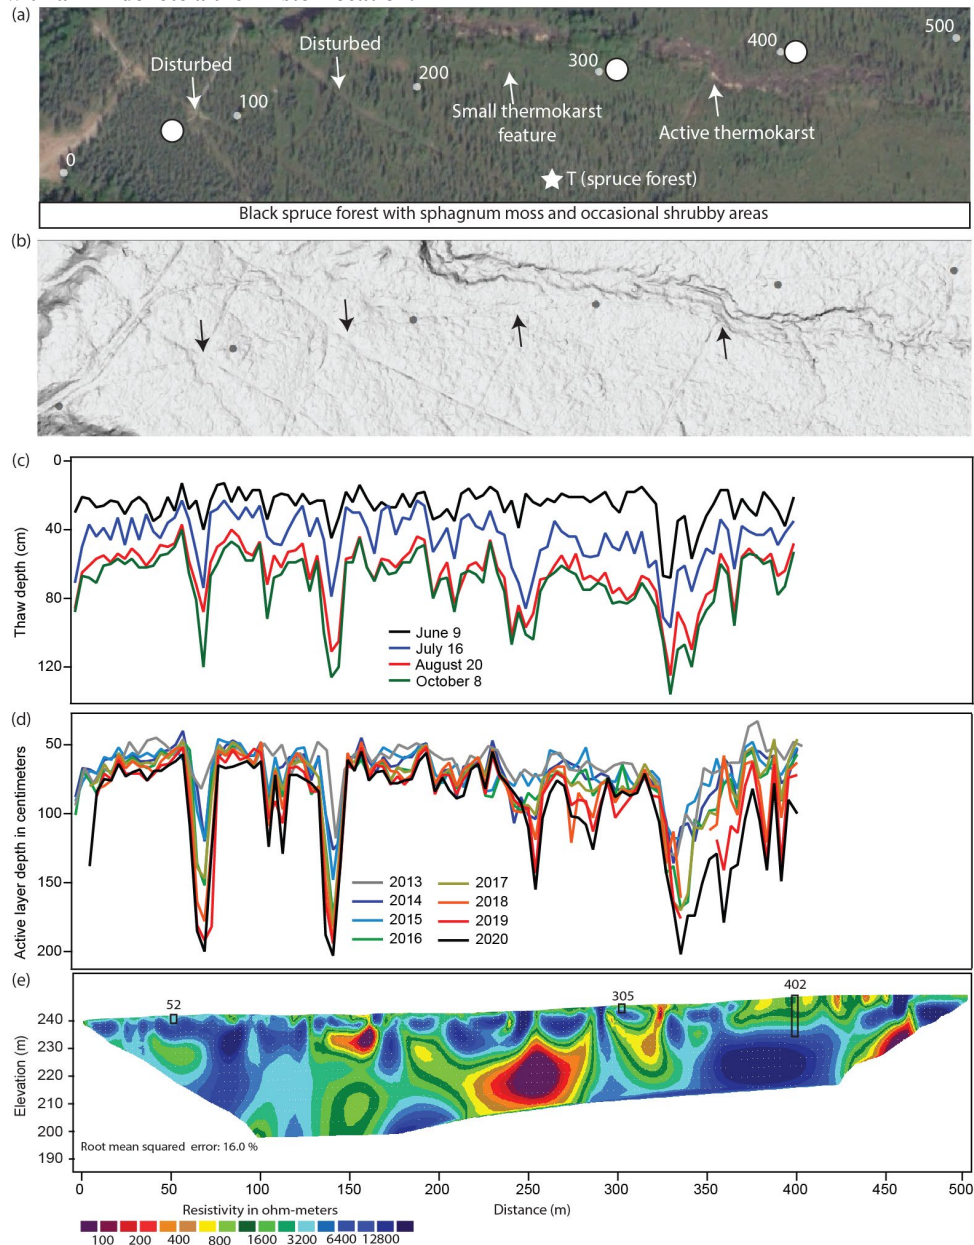 (a)
500
400
300
Disturbed
Disturbed
200
100
Small thermokarst
feature
Active thermokarst
0
T (spruce forest)
Black spruce forest with sphagnum moss and occasional shrubby areas
(b)
(c)
0
40
80
120
Thaw depth (cm)
June 9
July 16
August 20
October 8
(d)
50
100
150
200
Active layer depth in centimeters
2013 2017
2014 2018
2015 2019
2016 2020
(e)
52 305 402
240
230
220
210
200
190
Elevation (m)
Root mean squared error: 16.0 %
0 50 100 150 200 250 300 350 400 450 500
Resistivity in ohm-meters Distance (m)
100 200 400 800 1600 3200 6400 12800